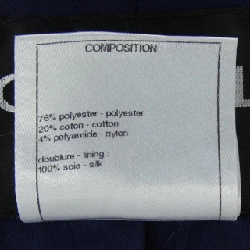 COMPOSITION
76% polyester - polyester
20% coton - cotton
4% polyamide - nylon
doublure - lining :
100% soie - silk